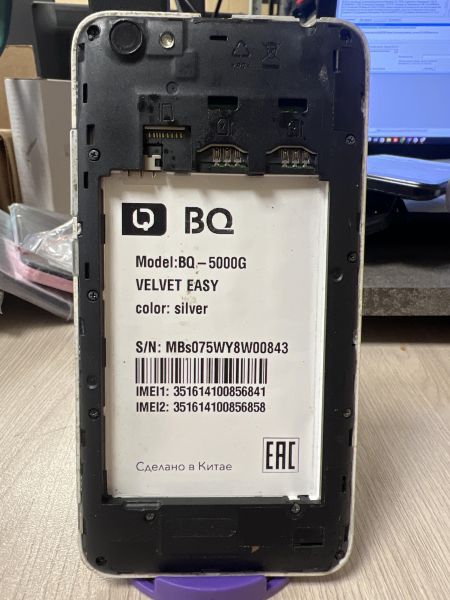 BQ
Model:BQ-5000G
VELVET EASY
color: silver
S/N: MBs075WY8W00843
IMEI1: 351614100856841
IMEI2: 351614100856858
Сделано в Китае
EAC